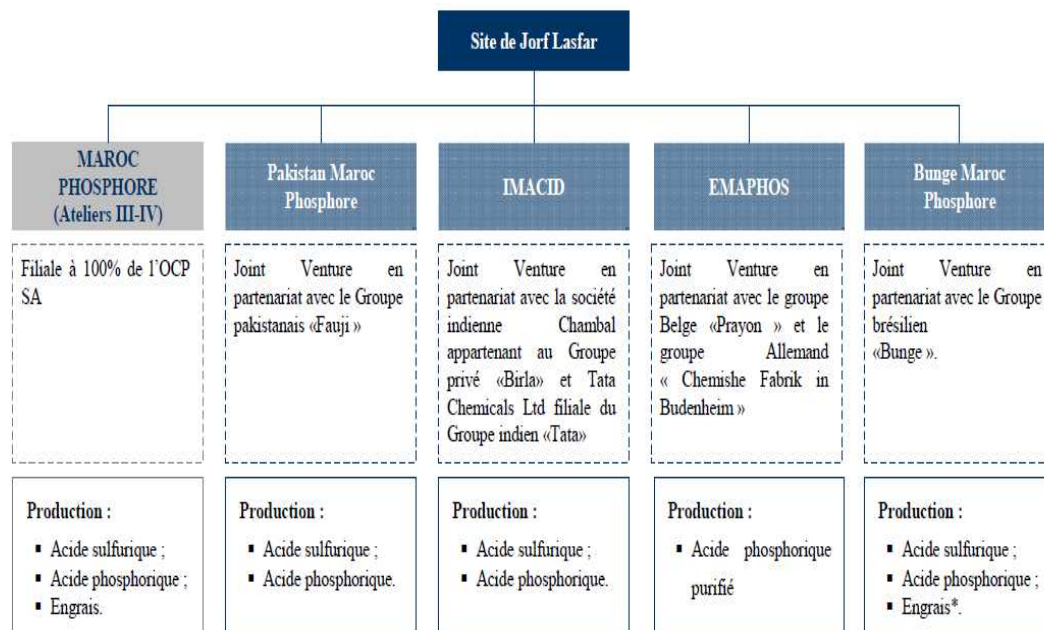 Site de Jorf Lasfar
MAROC
PHOSPHORE
(Ateliers III-IV)
Filiale à 100% de l'OCP
SA
Production :
▪ Acide sulfurique ;
▪ Acide phosphorique ;
▪ Engrais.
Pakistan Maroc
Phosphore
Joint Venture en
partenariat avec le Groupe
pakistanais «Fauji »
Production :
▪ Acide sulfurique ;
▪ Acide phosphorique.
IMACID
Joint Venture en
partenariat avec la société
indienne Chambal
appartenant au Groupe
privé «Birla» et Tata
Chemicals Ltd filiale du
Groupe indien «Tata»
Production :
▪ Acide sulfurique ;
▪ Acide phosphorique.
EMAPHOS
Joint Venture en
partenariat avec le groupe
Belge «Prayon » et le
groupe Allemand
« Chemishe Fabrik in
Budenheim »
Production :
▪ Acide phosphorique
purifié
Bunge Maroc
Phosphore
Joint Venture en
partenariat avec le Groupe
brésilien
«Bunge ».
Production :
▪ Acide sulfurique ;
▪ Acide phosphorique ;
▪ Engrais*.